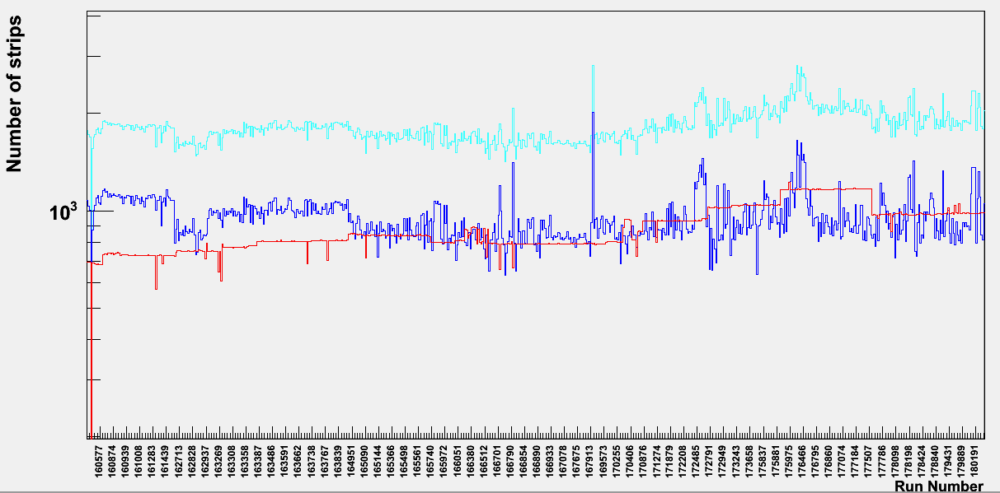 Number of strips
10³
160577 160874 160939 161008 161283 161439 162713 162828 162937 163269 163308 163358 163387 163486 163591 163662 163738 163767 163839 164951 165090 165144 165366 165498 165561 165740 165972 166051 166380 166512 166701 166790 166854 166890 166933 167078 167675 167913 169573 170255 170406 170876 171274 171879 172208 172485 172791 172949 173243 173658 175837 175881 175975 176466 176795 176860 177074 177184 177507 177786 178098 178198 178424 178840 179431 179889 180191
Run Number